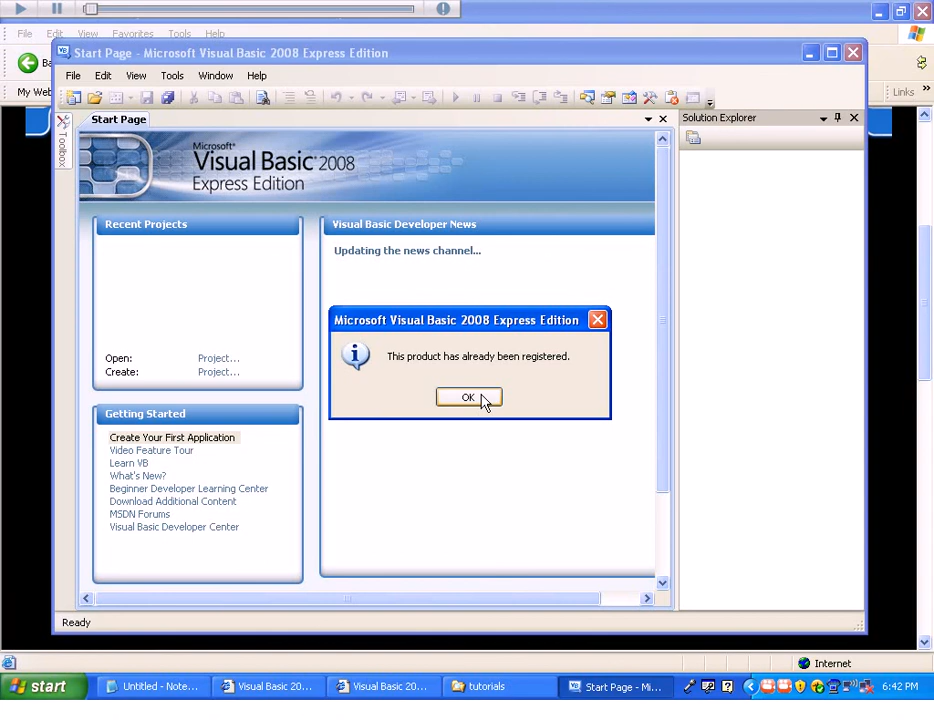 File Edit View Favorites Tools Help
Start Page - Microsoft Visual Basic 2008 Express Edition
File Edit View Tools Window Help
My Web
Links
Start Page
Solution Explorer
Toolbox
Microsoft®
Visual Basic® 2008
Express Edition
Recent Projects
Open: Project...
Create: Project...
Getting Started
Create Your First Application
Video Feature Tour
Learn VB
What's New?
Beginner Developer Learning Center
Download Additional Content
MSDN Forums
Visual Basic Developer Center
Visual Basic Developer News
Updating the news channel...
Microsoft Visual Basic 2008 Express Edition
This product has already been registered.
OK
Ready
Internet
start
Untitled - Note...
Visual Basic 20...
Visual Basic 20...
tutorials
Start Page - Mi...
6:42 PM